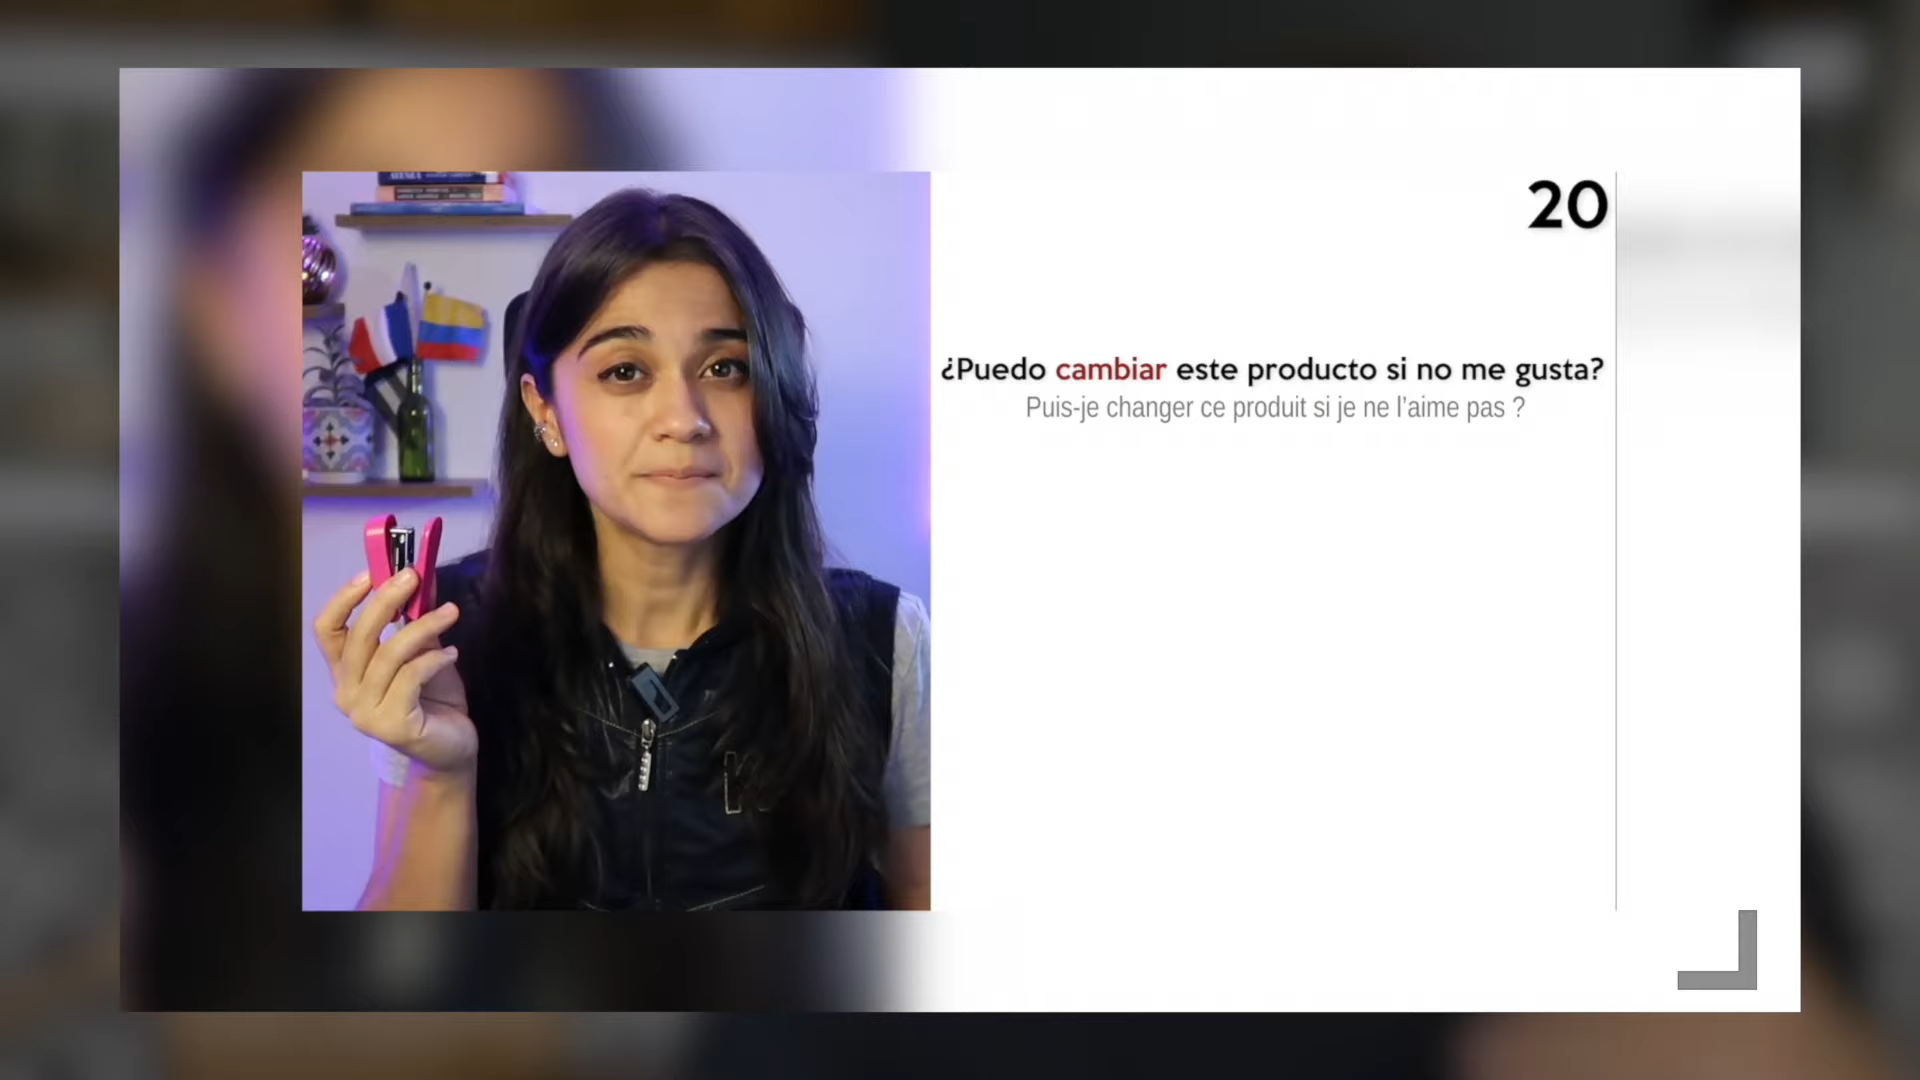 20
¿Puedo cambiar este producto si no me gusta?
Puis-je changer ce produit si je ne l'aime pas ?